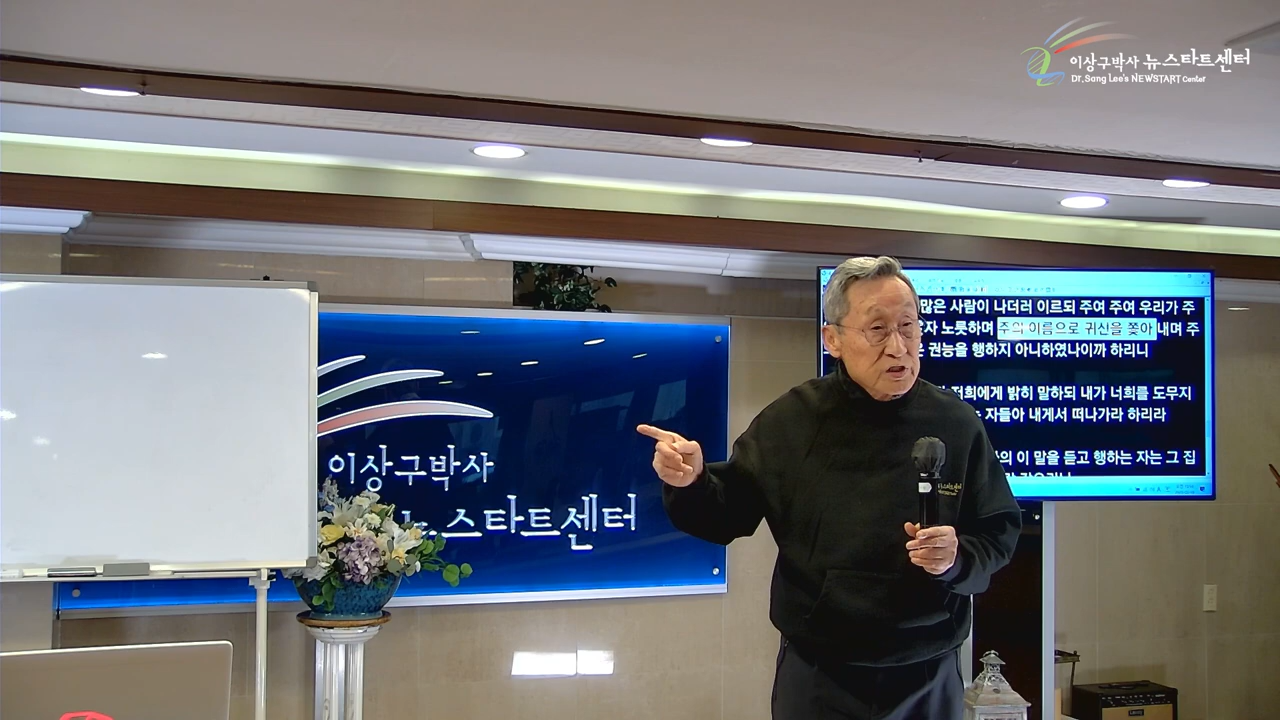 이상구박사 뉴스타트센터
Dr. Sang Lee's NEWSTART Center
많은 사람이 나더러 이르되 주여 주여 우리가 주
노릇하며 주의 이름으로 귀신을 쫓아 내며 주
권능을 행하지 아니하였나이까 하리니
저희에게 밝히 말하되 내가 너희를 도무지
자들아 내게서 떠나가라 하리라
이 말을 듣고 행하는 자는 그 집
이상구박사
뉴스타트센터